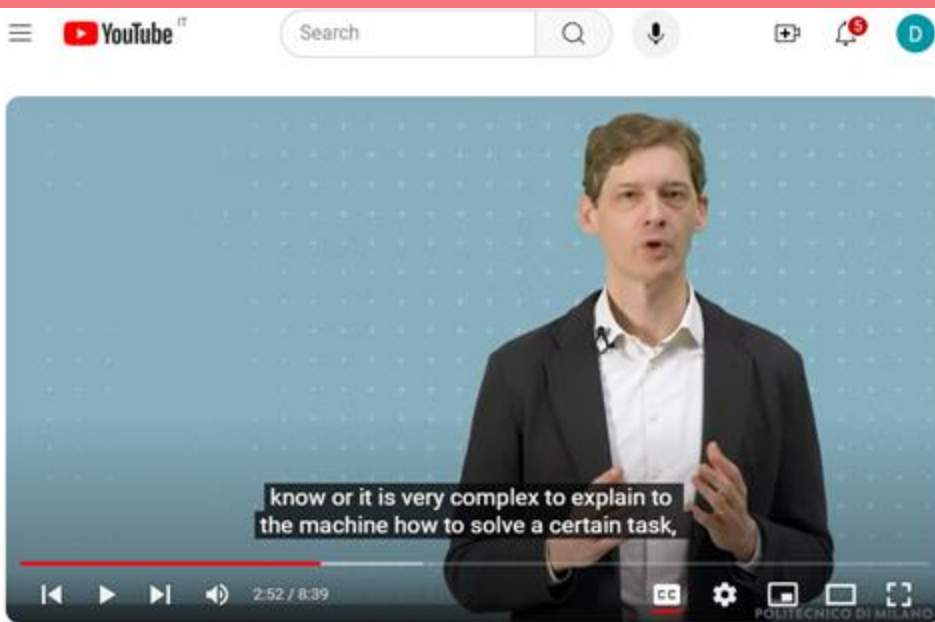 YouTube IT
Search
5
D
know or it is very complex to explain to
the machine how to solve a certain task,
2:52 / 8:39
CC
POLITECNICO DI MILANO